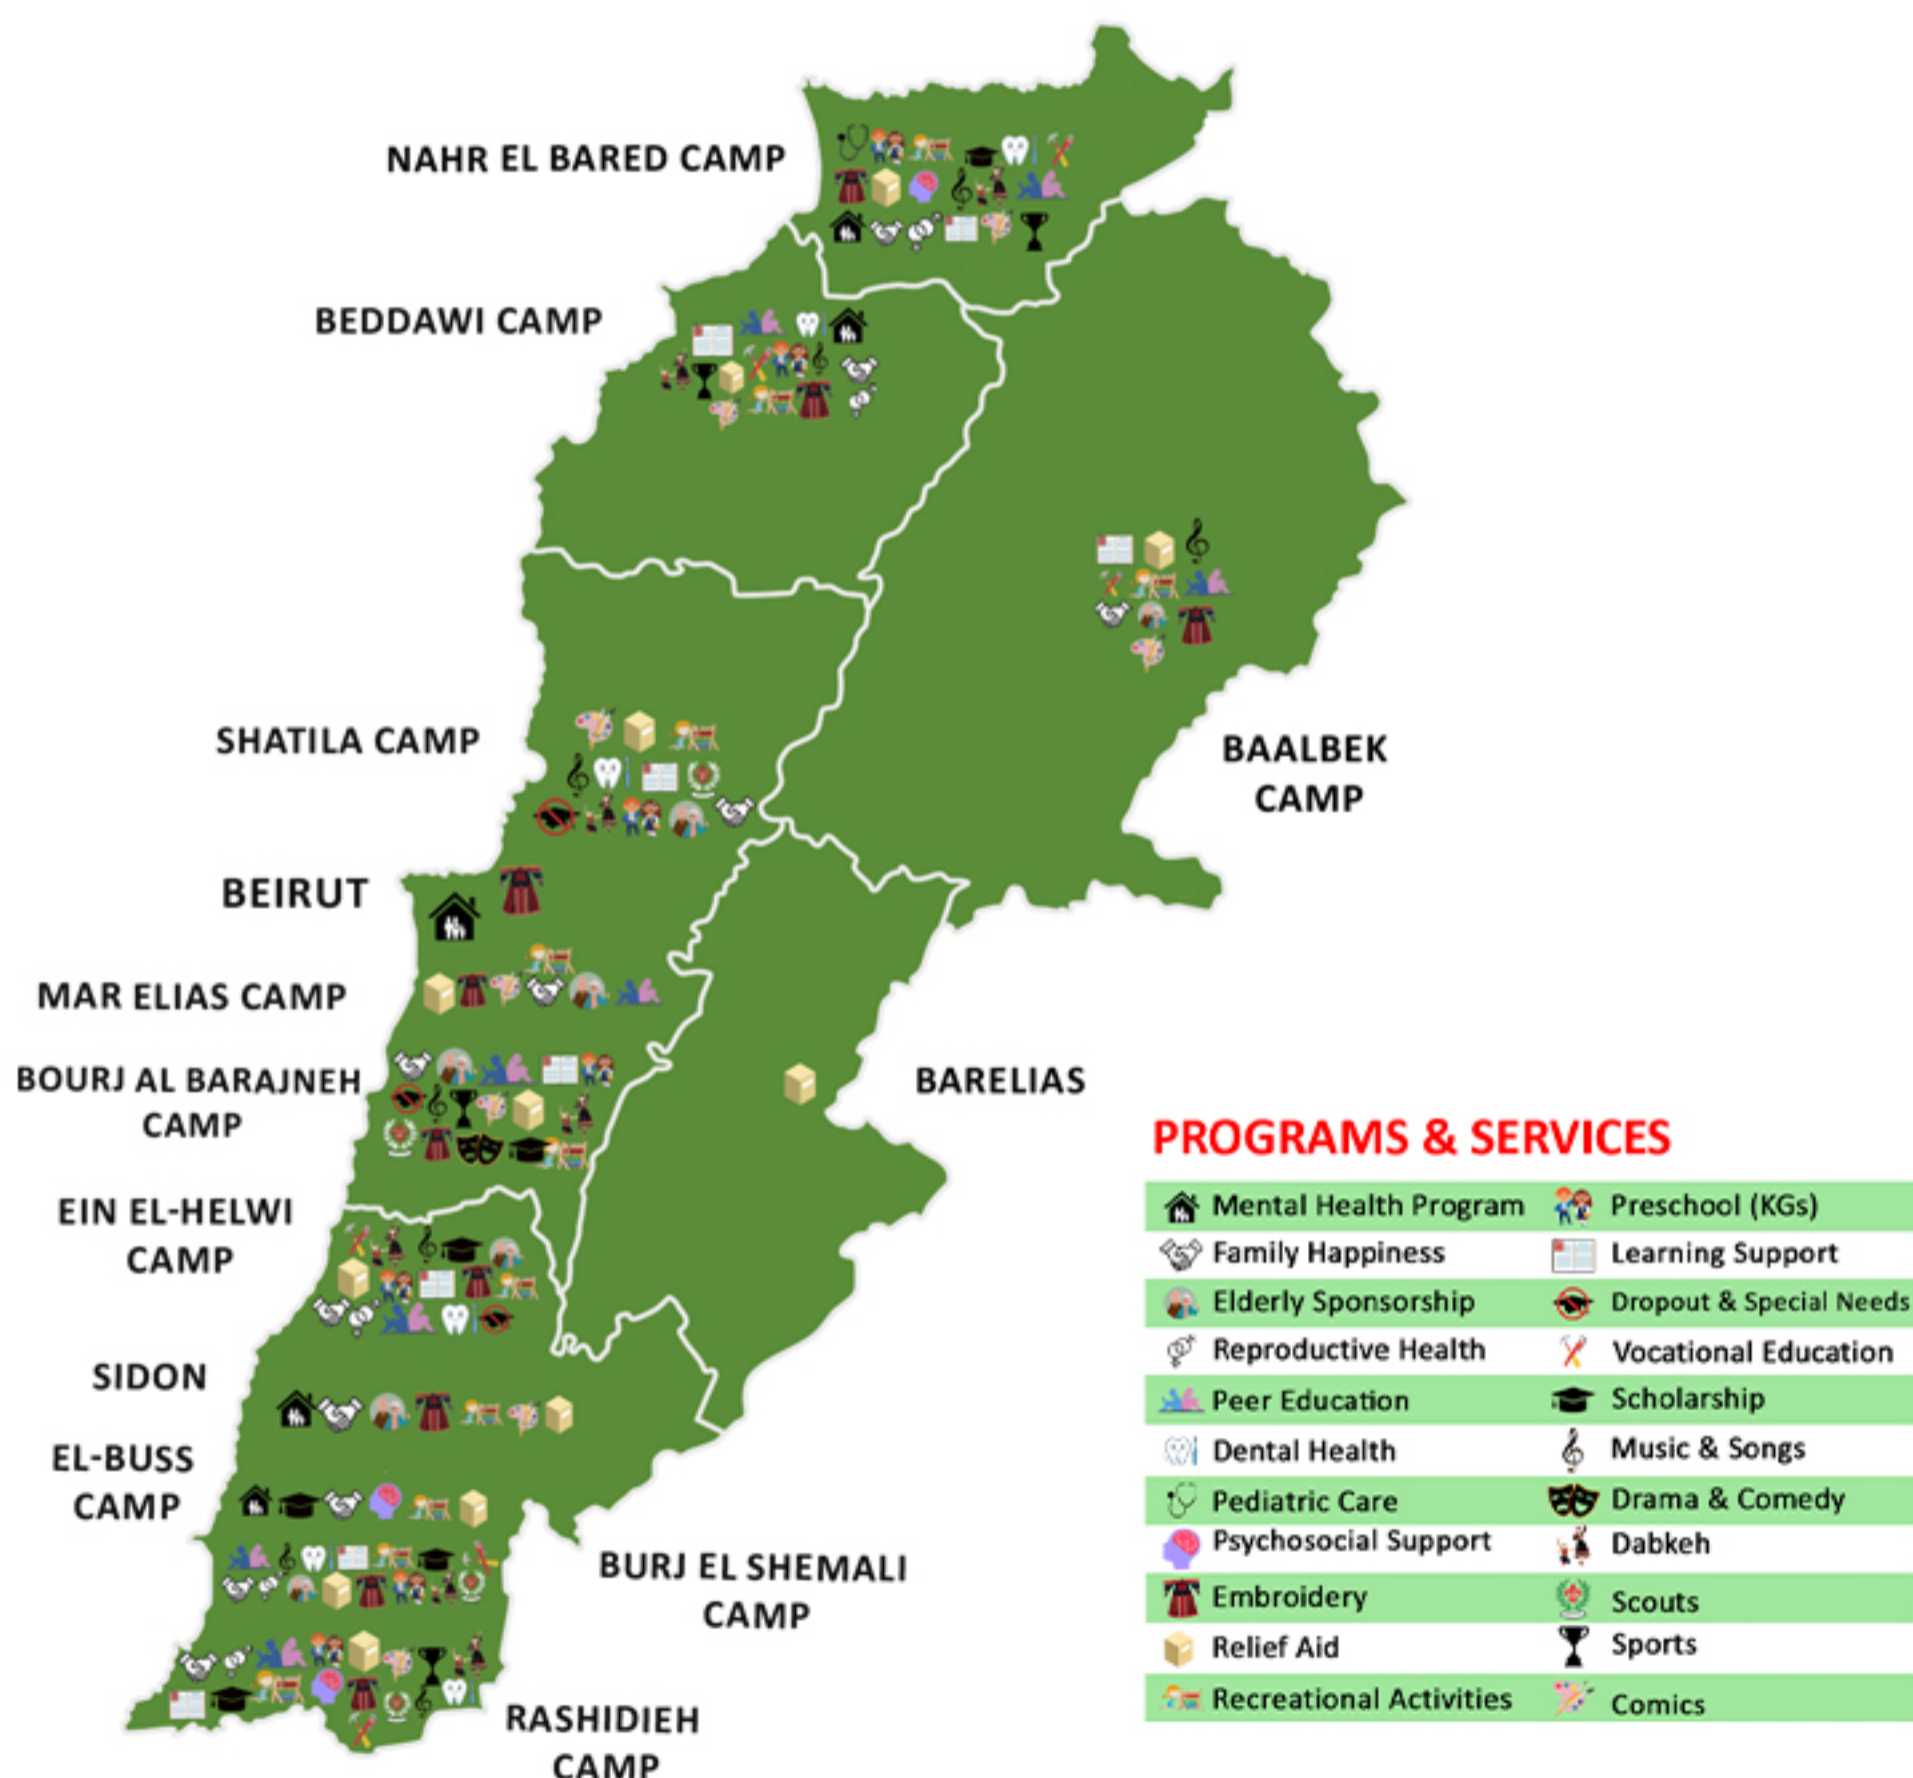 NAHR EL BARED CAMP
BEDDAWI CAMP
SHATILA CAMP
BAALBEK
CAMP
BEIRUT
MAR ELIAS CAMP
BOURJ AL BARAJNEH
CAMP
BARELIAS
EIN EL-HELWI
CAMP
SIDON
EL-BUSS
CAMP
BURJ EL SHEMALI
CAMP
RASHIDIEH
CAMP
PROGRAMS & SERVICES
Mental Health Program
Preschool (KGs)
Family Happiness
Learning Support
Elderly Sponsorship
Dropout & Special Needs
Reproductive Health
Vocational Education
Peer Education
Scholarship
Dental Health
Music & Songs
Pediatric Care
Drama & Comedy
Psychosocial Support
Dabkeh
Embroidery
Scouts
Relief Aid
Sports
Recreational Activities
Comics